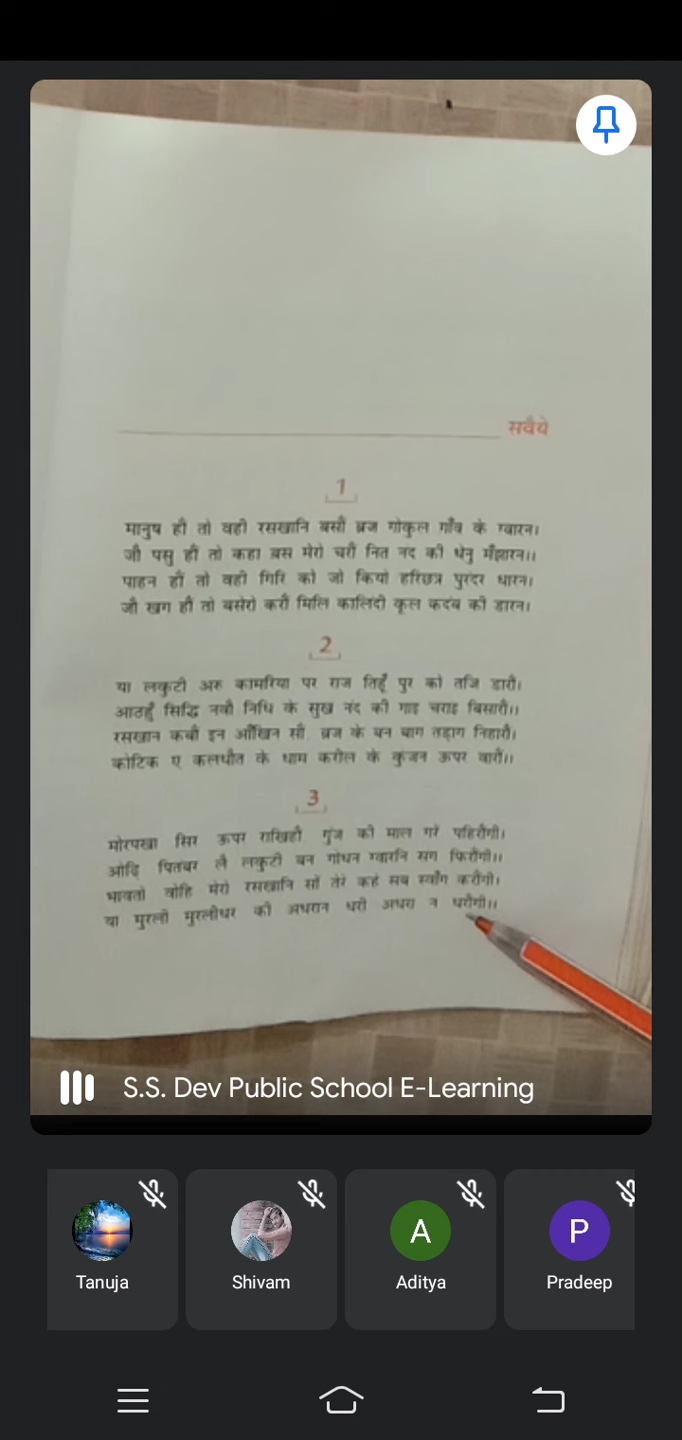 सवैये
1
मानुष हौं तो वही रसखानि बसौं ब्रज गोकुल गाँव के ग्वारन।
जौ पसु हौं तो कहा बस मेरो चरौं नित नंद की धेनु मँझारन।।
पाहन हौं तो वही गिरि को जो कियो हरिछत्र पुरंदर धारन।
जौ खग हौं तो बसेरो करौं मिलि कालिंदी कूल कदंब की डारन।
2
या लकुटी अरु कामरिया पर राज तिहूँ पुर को तजि डारौं।
आठहुँ सिद्धि नवौ निधि के सुख नंद की गाइ चराइ बिसारौं।।
रसखान कबौं इन आँखिन सौं, ब्रज के बन बाग तड़ाग निहारौं।
कोटिक ए कलधौत के धाम करील के कुंजन ऊपर वारौं।।
3
मोरपखा सिर ऊपर राखिहौं, गुंज की माल गरें पहिरौंगी।
ओढ़ि पितंबर लै लकुटी बन गोधन ग्वारनि संग फिरौंगी।।
भावतो वोहि मेरो रसखानि सों तेरे कहे सब स्वाँग करौंगी।
या मुरली मुरलीधर की अधरान धरी अधरा न धरौंगी।।
S.S. Dev Public School E-Learning
Tanuja
Shivam
A
Aditya
P
Pradeep